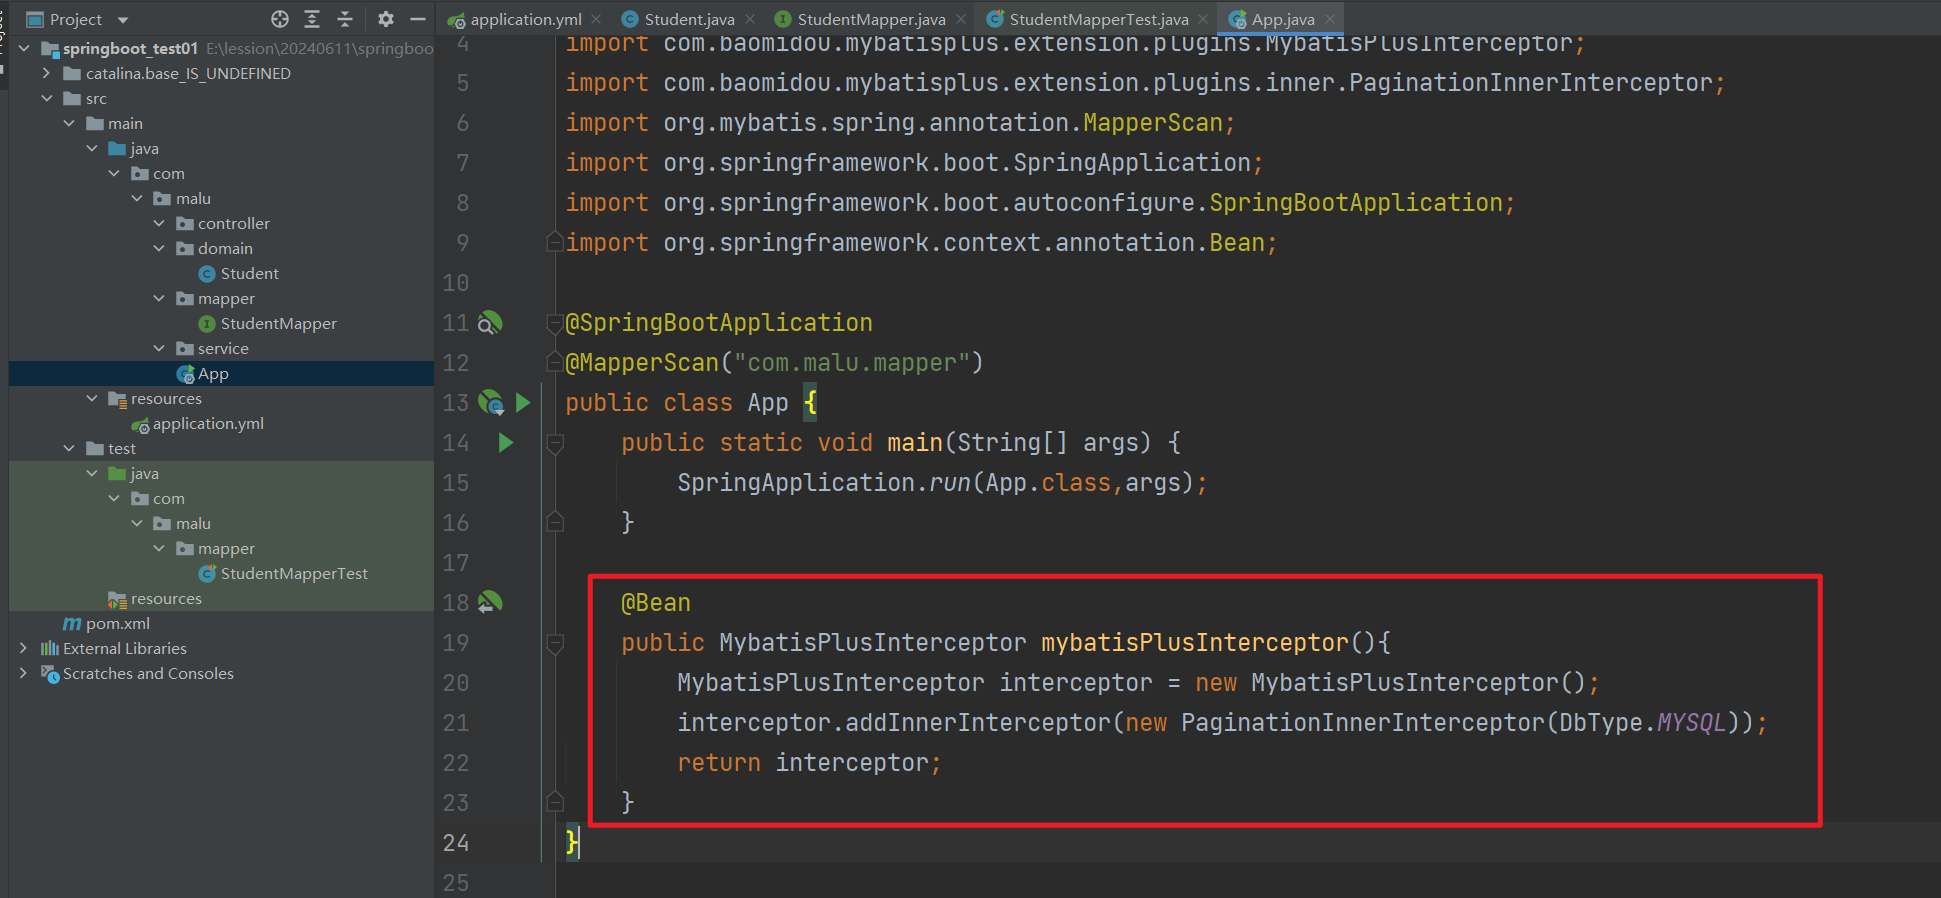 Project
springboot_test01 E:\lession\20240611\springboo
catalina.base_IS_UNDEFINED
src
main
java
com
malu
controller
domain
Student
mapper
StudentMapper
service
App
resources
application.yml
test
java
com
malu
mapper
StudentMapperTest
resources
pom.xml
External Libraries
Scratches and Consoles
application.yml Student.java StudentMapper.java StudentMapperTest.java App.java
4 import com.baomidou.mybatisplus.extension.plugins.MybatisPlusInterceptor;
5 import com.baomidou.mybatisplus.extension.plugins.inner.PaginationInnerInterceptor;
6 import org.mybatis.spring.annotation.MapperScan;
7 import org.springframework.boot.SpringApplication;
8 import org.springframework.boot.autoconfigure.SpringBootApplication;
9 import org.springframework.context.annotation.Bean;
10
11 @SpringBootApplication
12 @MapperScan("com.malu.mapper")
13 public class App {
14 public static void main(String[] args) {
15 SpringApplication.run(App.class,args);
16 }
17
18 @Bean
19 public MybatisPlusInterceptor mybatisPlusInterceptor(){
20 MybatisPlusInterceptor interceptor = new MybatisPlusInterceptor();
21 interceptor.addInnerInterceptor(new PaginationInnerInterceptor(DbType.MYSQL));
22 return interceptor;
23 }
24 }
25